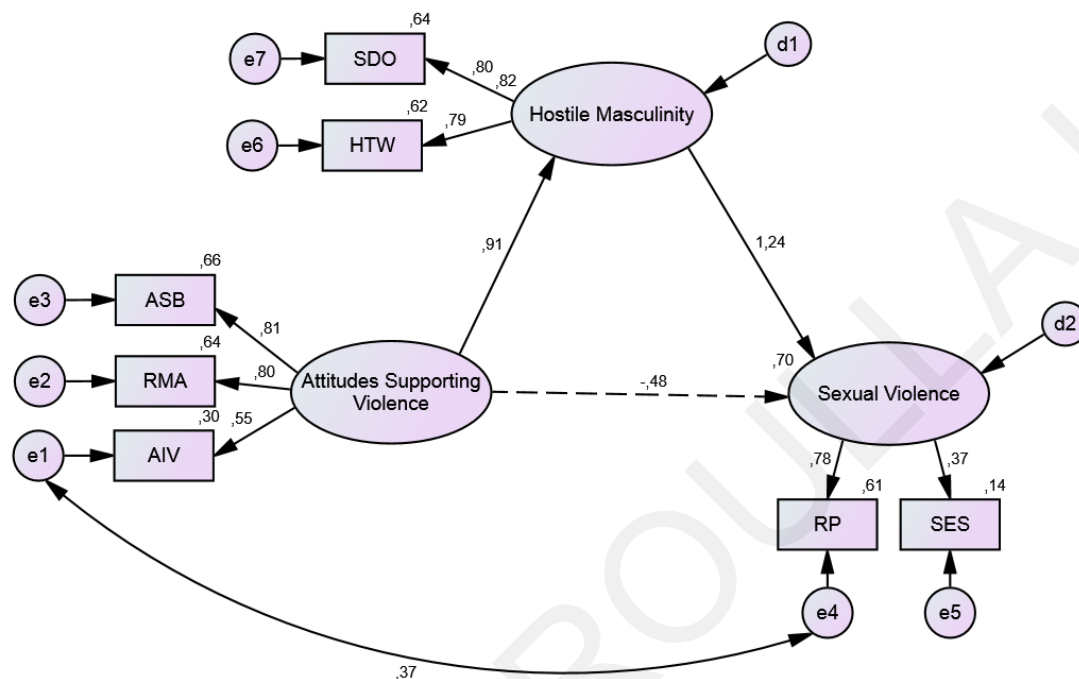 ,64
d1
e7
SDO
,80
,82
Hostile Masculinity
,62
e6
HTW
,79
,91
1,24
,66
e3
ASB
,81
d2
,64
,70
e2
RMA
,80
Attitudes Supporting
Violence
-,48
Sexual Violence
,30
,55
e1
AIV
,78
,37
,61
,14
RP
SES
e4
e5
,37